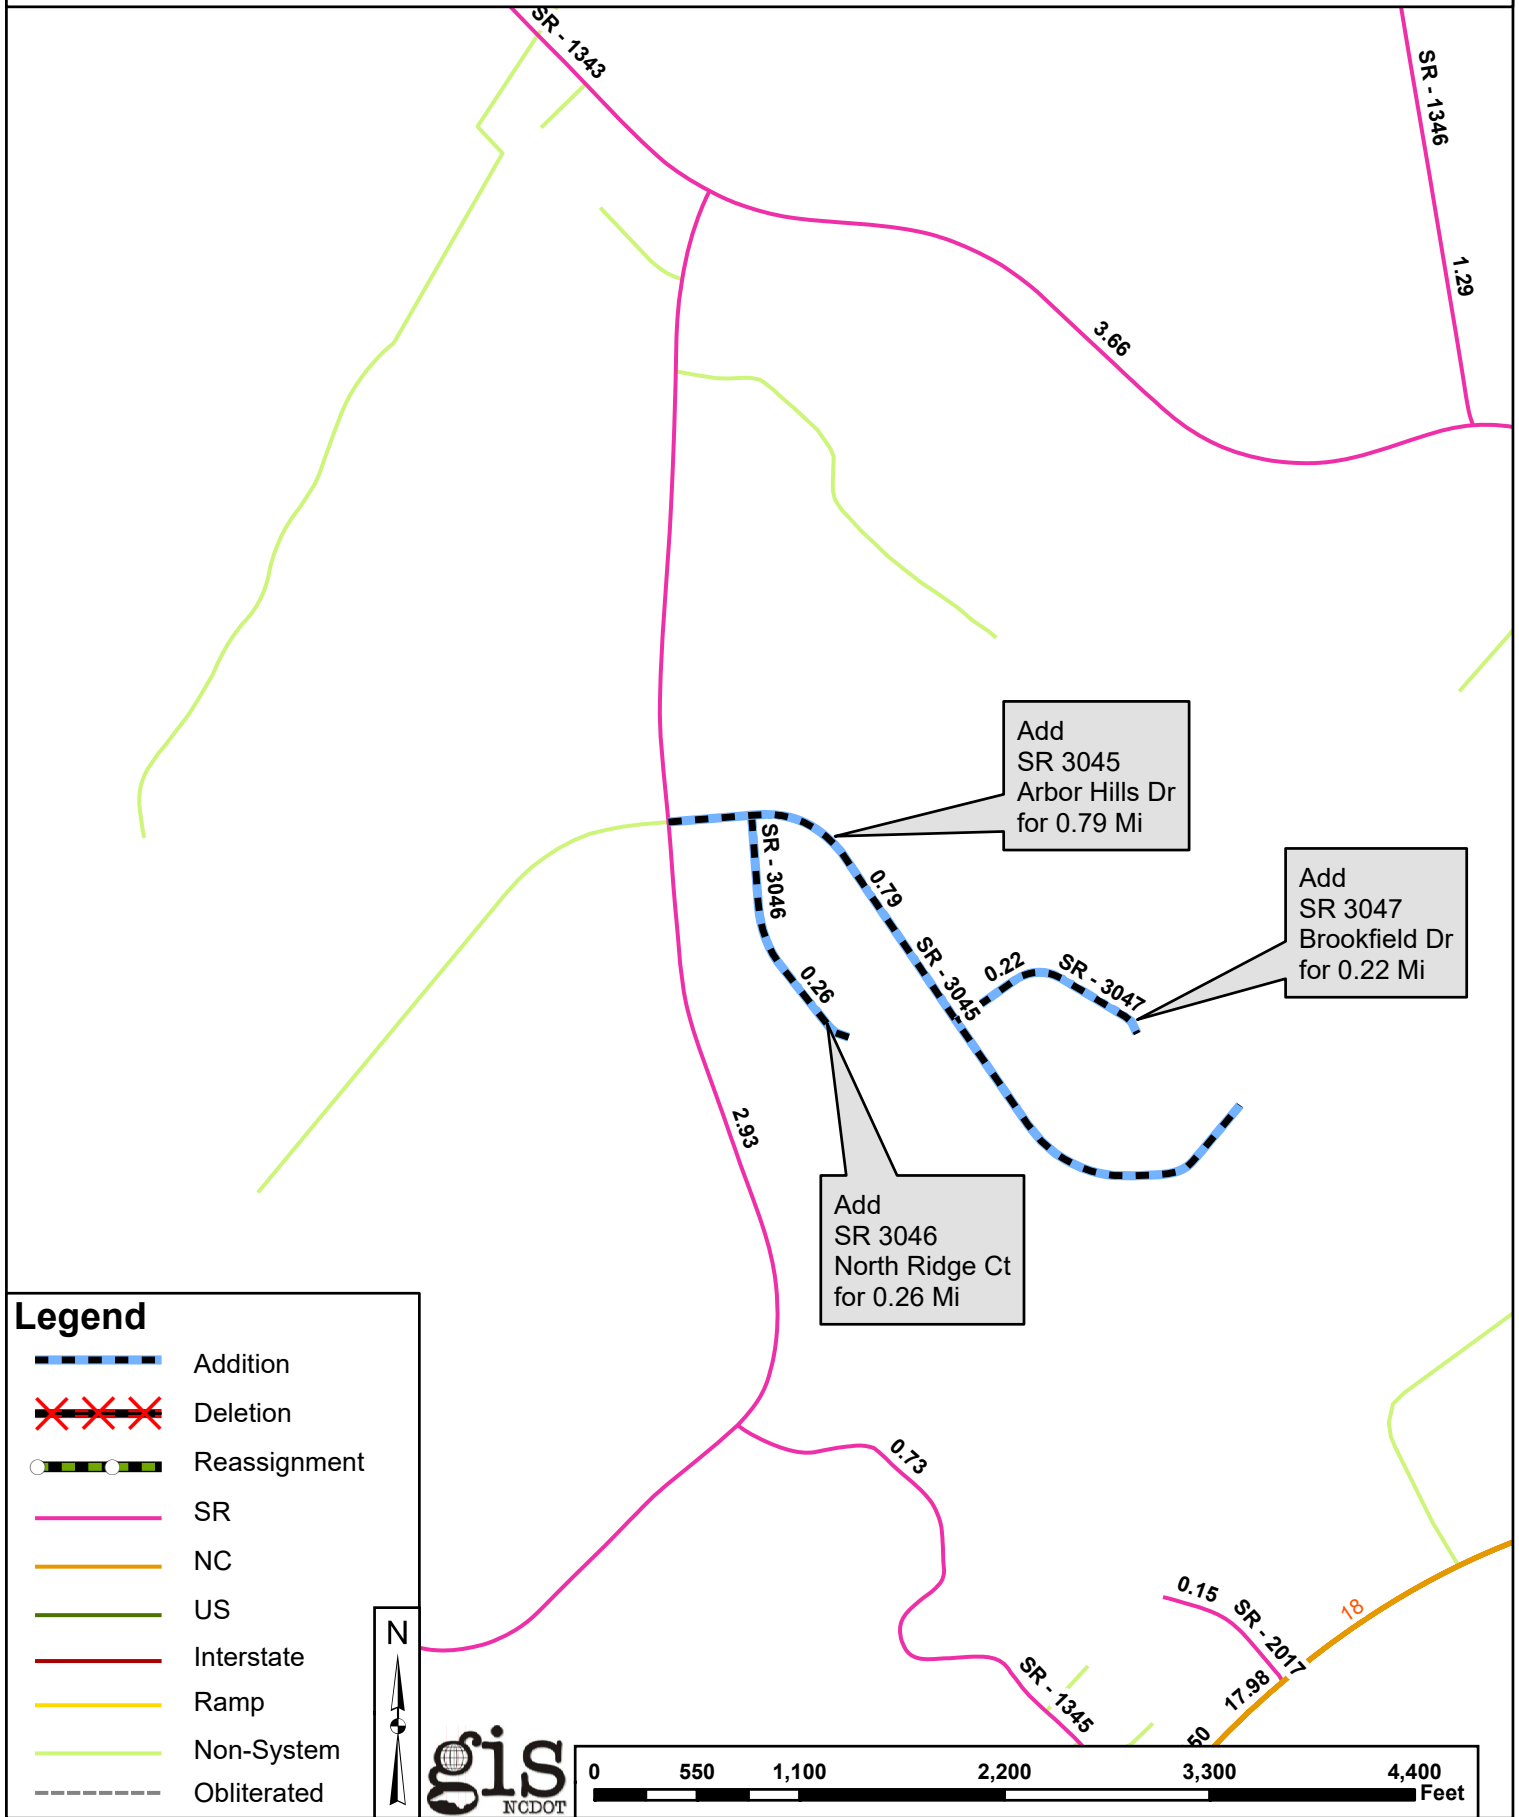 SR - 1343
SR - 1346
1.29
3.66
Add
SR 3045
Arbor Hills Dr
for 0.79 Mi
SR - 3046
0.79
Add
SR 3047
Brookfield Dr
for 0.22 Mi
SR - 3045
0.22
SR - 3047
0.26
2.93
Add
SR 3046
North Ridge Ct
for 0.26 Mi
0.73
0.15
SR - 2017
18
17.98
SR - 1345
50
Legend
Addition
Deletion
Reassignment
SR
NC
US
Interstate
Ramp
Non-System
Obliterated
N
gis
NCDOT
0 550 1,100 2,200 3,300 4,400
Feet